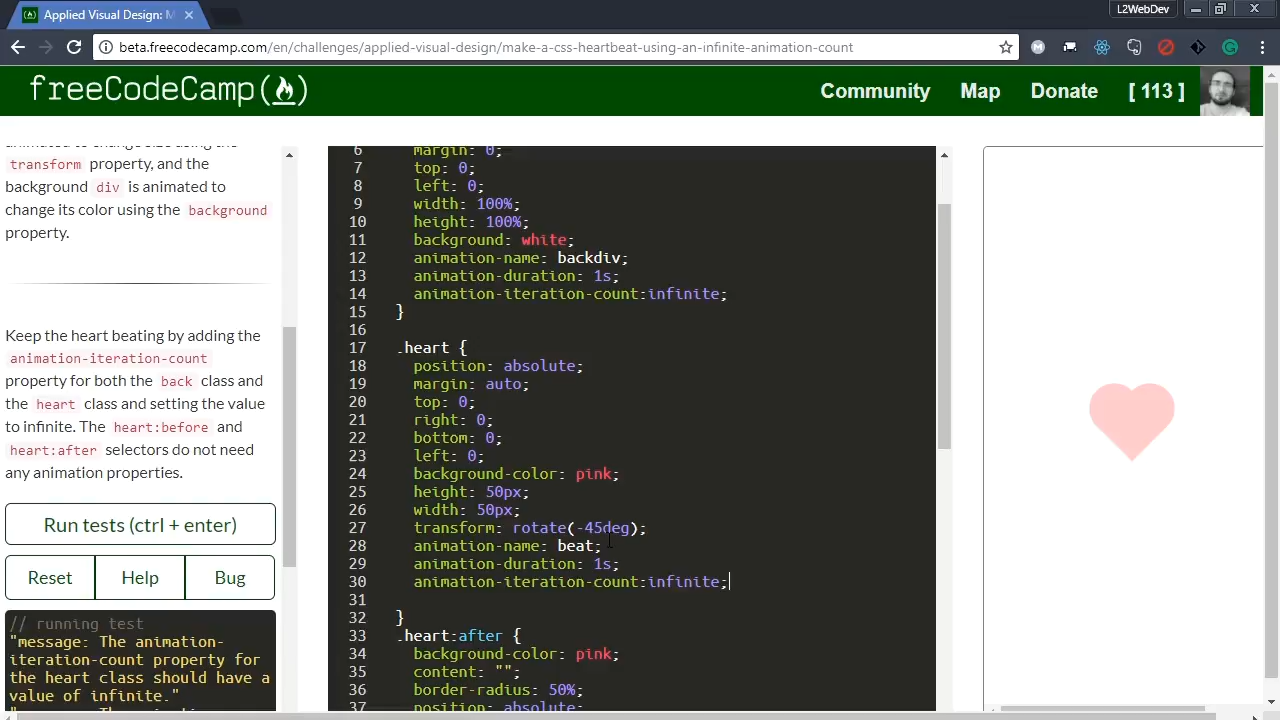 Applied Visual Design: M
L2WebDev
beta.freecodecamp.com/en/challenges/applied-visual-design/make-a-css-heartbeat-using-an-infinite-animation-count
freeCodeCamp
Community Map Donate [ 113 ]
animated to change size using the
transform property, and the
background div is animated to
change its color using the background
property.
Keep the heart beating by adding the
animation-iteration-count
property for both the back class and
the heart class and setting the value
to infinite. The heart:before and
heart:after selectors do not need
any animation properties.
Run tests (ctrl + enter)
Reset Help Bug
// running test
"message: The animation-
iteration-count property for
the heart class should have a
value of infinite."
6 margin: 0;
7 top: 0;
8 left: 0;
9 width: 100%;
10 height: 100%;
11 background: white;
12 animation-name: backdiv;
13 animation-duration: 1s;
14 animation-iteration-count:infinite;
15 }
16
17 .heart {
18 position: absolute;
19 margin: auto;
20 top: 0;
21 right: 0;
22 bottom: 0;
23 left: 0;
24 background-color: pink;
25 height: 50px;
26 width: 50px;
27 transform: rotate(-45deg);
28 animation-name: beat;
29 animation-duration: 1s;
30 animation-iteration-count:infinite;
31
32 }
33 .heart:after {
34 background-color: pink;
35 content: "";
36 border-radius: 50%;
37 position: absolute;